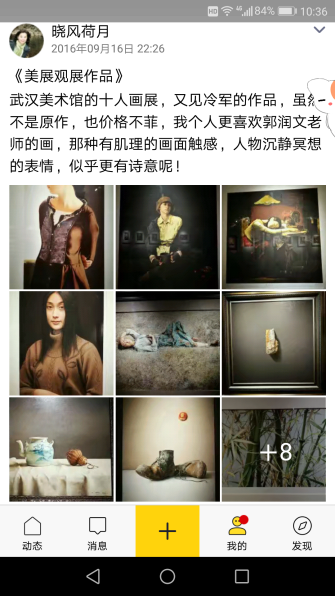 HD 4G 84% 10:36
晓风荷月
2016年09月16日 22:26
《美展观展作品》
武汉美术馆的十人画展，又见冷军的作品，虽然
不是原作，也价格不菲，我个人更喜欢郭润文老
师的画，那种有肌理的画面触感，人物沉静冥想
的表情，似乎更有诗意呢！
+8
动态 消息 我的 发现